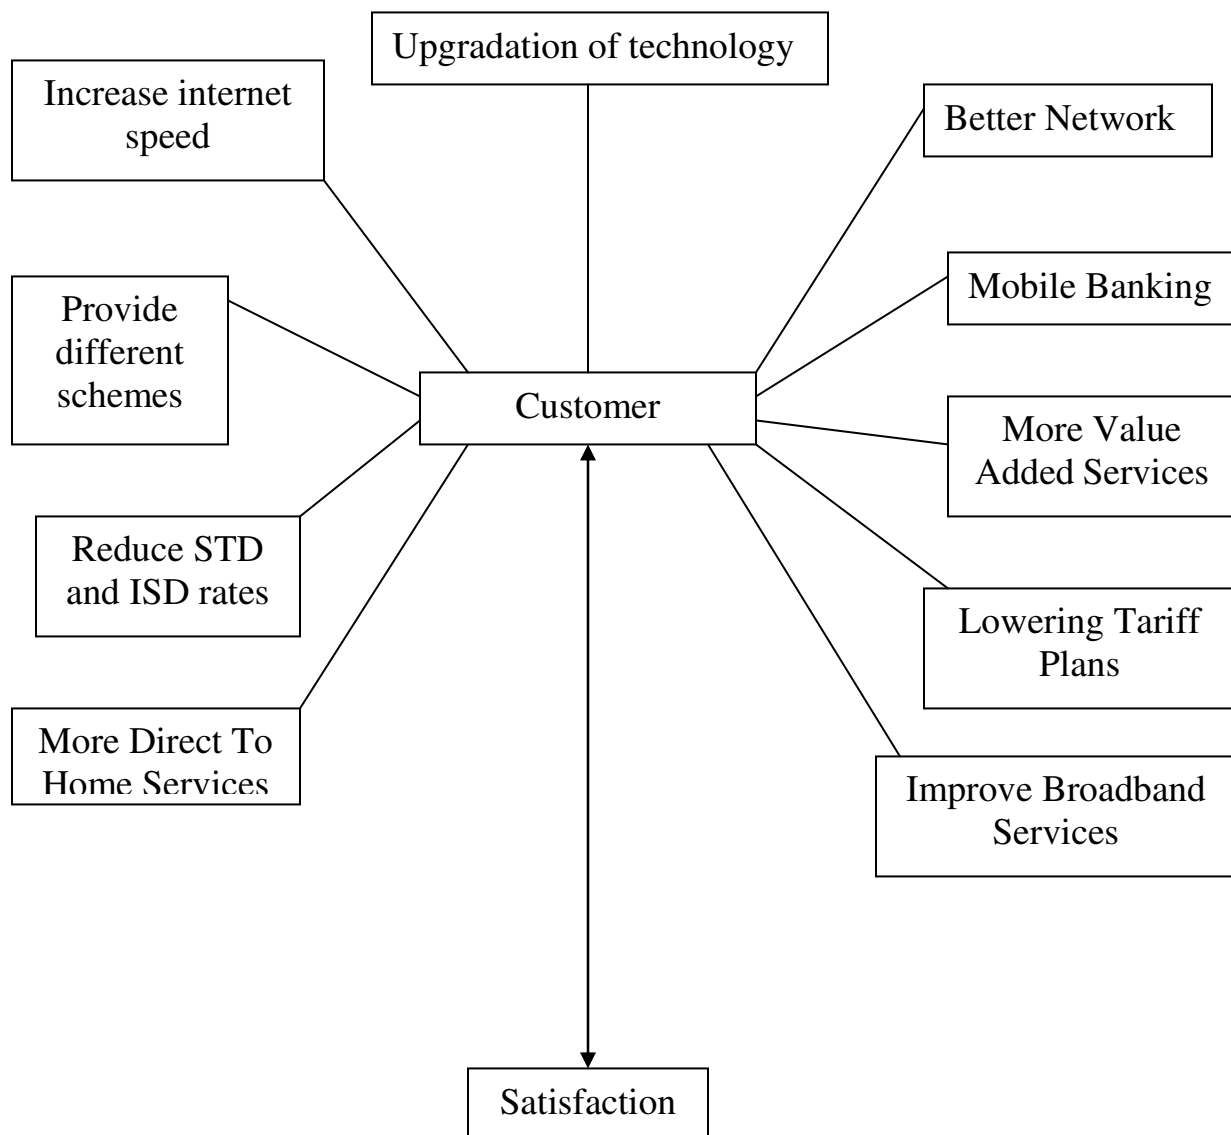 Upgradation of technology
Increase internet
speed
Better Network
Provide
different
schemes
Mobile Banking
Customer
More Value
Added Services
Reduce STD
and ISD rates
Lowering Tariff
Plans
More Direct To
Home Services
Improve Broadband
Services
Satisfaction